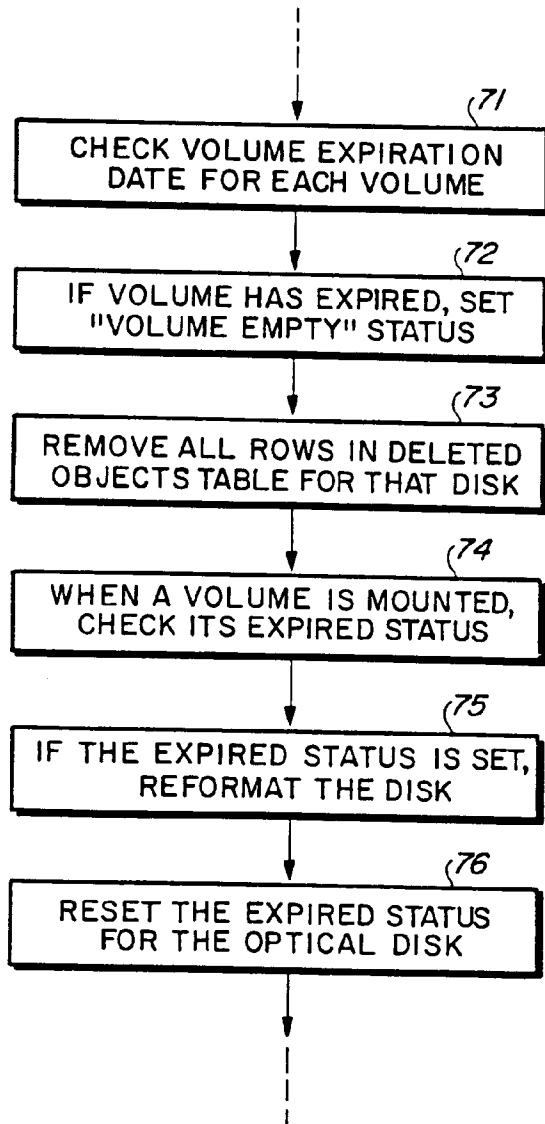 71
CHECK VOLUME EXPIRATION
DATE FOR EACH VOLUME
72
IF VOLUME HAS EXPIRED, SET
"VOLUME EMPTY" STATUS
73
REMOVE ALL ROWS IN DELETED
OBJECTS TABLE FOR THAT DISK
74
WHEN A VOLUME IS MOUNTED,
CHECK ITS EXPIRED STATUS
75
IF THE EXPIRED STATUS IS SET,
REFORMAT THE DISK
76
RESET THE EXPIRED STATUS
FOR THE OPTICAL DISK